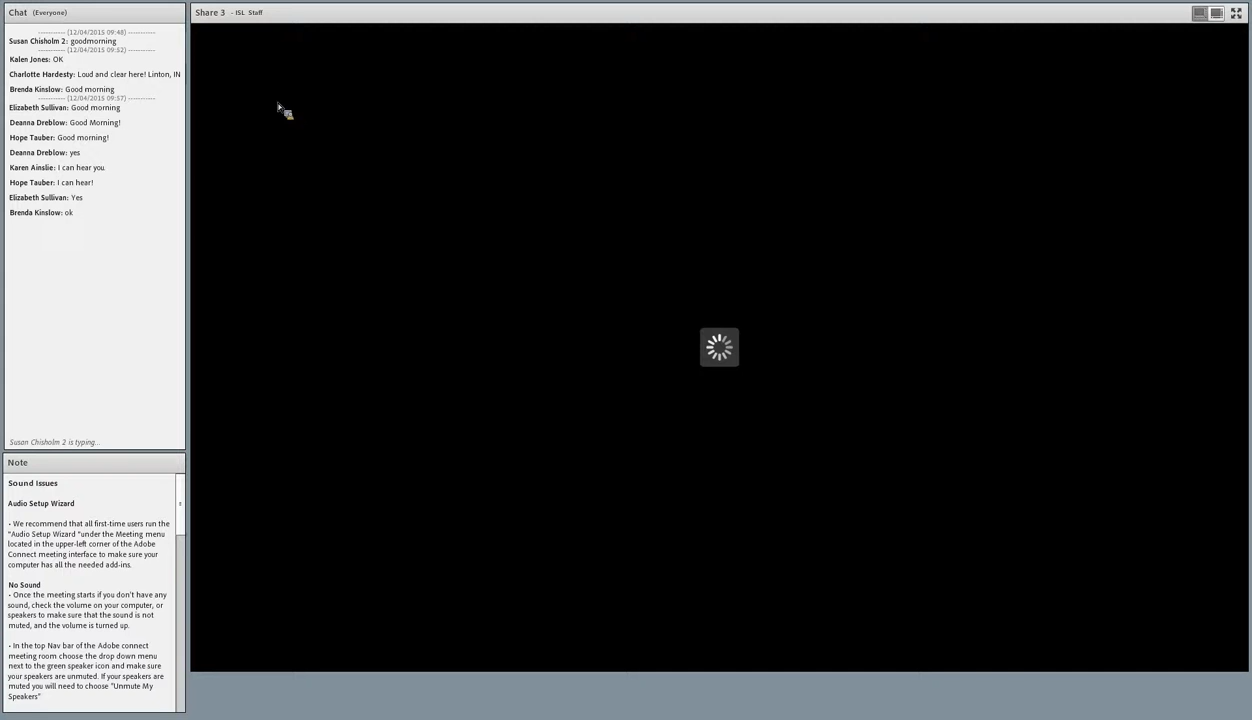 Chat (Everyone)
----------- (12/04/2015 09:48) -----------
Susan Chisholm 2: goodmorning
----------- (12/04/2015 09:52) -----------
Kalen Jones: OK
Charlotte Hardesty: Loud and clear here! Linton, IN
Brenda Kinslow: Good morning
----------- (12/04/2015 09:57) -----------
Elizabeth Sullivan: Good morning
Deanna Dreblow: Good Morning!
Hope Tauber: Good morning!
Deanna Dreblow: yes
Karen Ainslie: I can hear you.
Hope Tauber: I can hear!
Elizabeth Sullivan: Yes
Brenda Kinslow: ok
Susan Chisholm 2 is typing...
Note
Sound Issues
Audio Setup Wizard
• We recommend that all first-time users run the
"Audio Setup Wizard "under the Meeting menu
located in the upper-left corner of the Adobe
Connect meeting interface to make sure your
computer has all the needed add-ins.
No Sound
• Once the meeting starts if you don't have any
sound, check the volume on your computer, or
speakers to make sure that the sound is not
muted, and the volume is turned up.
• In the top Nav bar of the Adobe connect
meeting room choose the drop down menu
next to the green speaker icon and make sure
your speakers are unmuted. If your speakers are
muted you will need to choose "Unmute My
Speakers"
Share 3 - ISL Staff